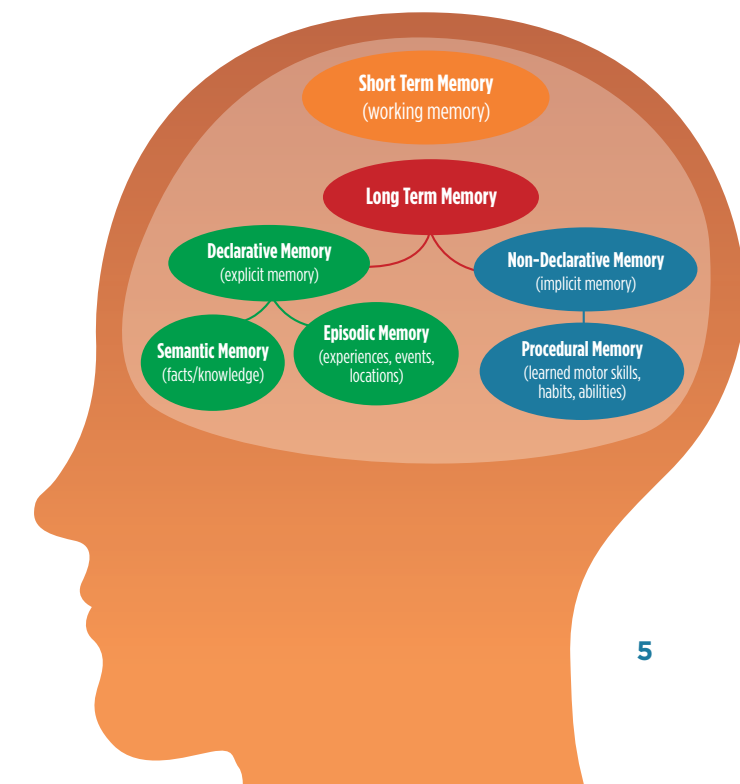 Short Term Memory
(working memory)
Long Term Memory
Declarative Memory
(explicit memory)
Non-Declarative Memory
(implicit memory)
Semantic Memory
(facts/knowledge)
Episodic Memory
(experiences, events,
locations)
Procedural Memory
(learned motor skills,
habits, abilities)
5